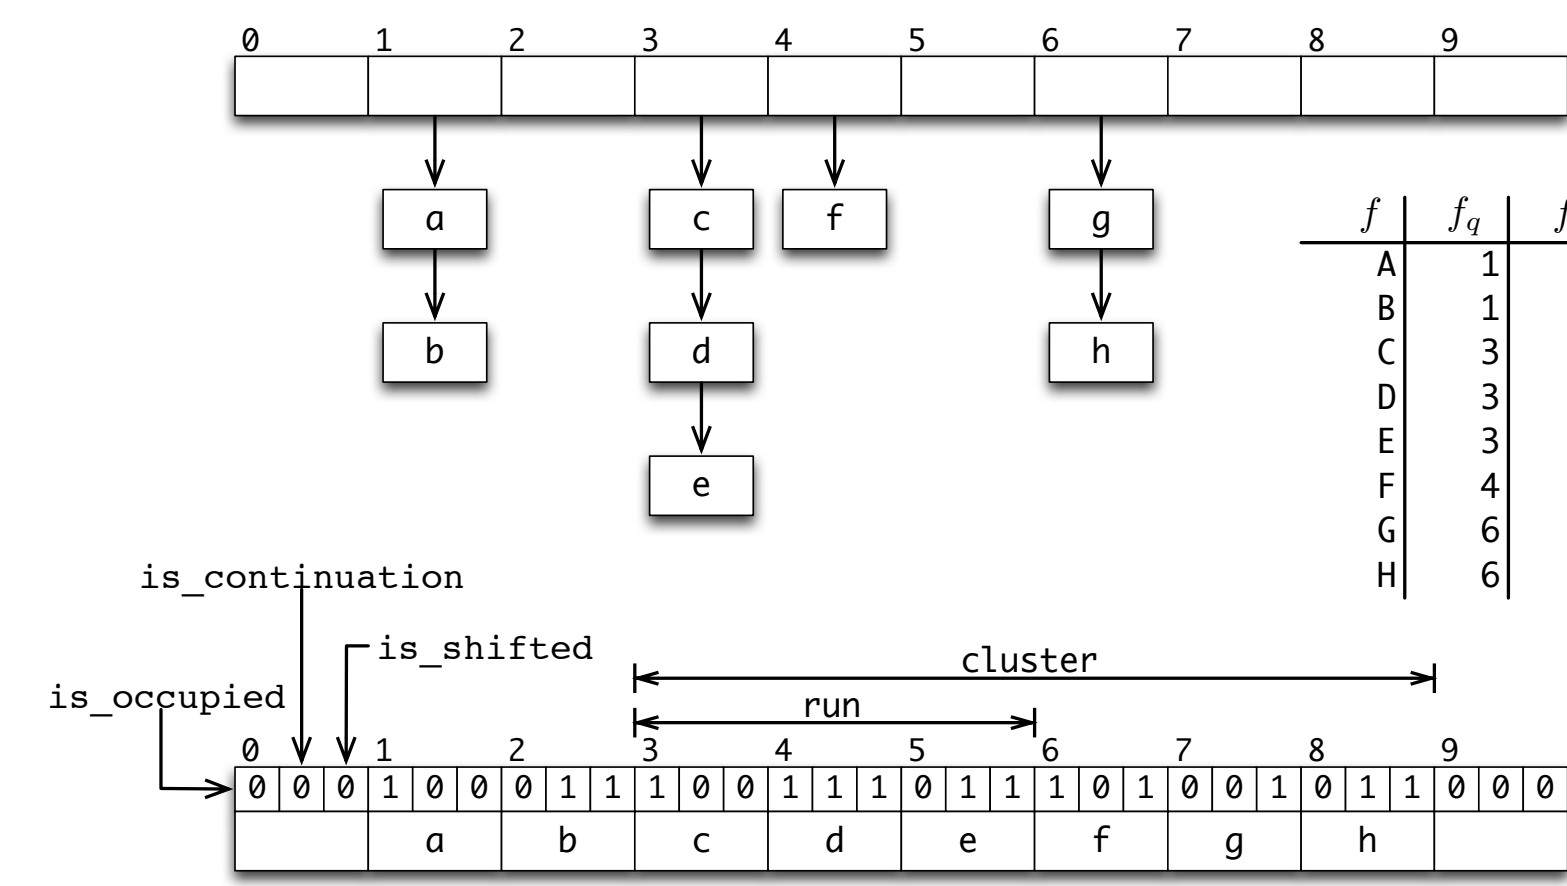 0 1 2 3 4 5 6 7 8 9
a c f g
b d h
e
f f_q f
A 1
B 1
C 3
D 3
E 3
F 4
G 6
H 6
is_continuation
is_shifted
is_occupied
cluster
run
0 1 2 3 4 5 6 7 8 9
0 0 0 1 0 0 0 1 1 1 0 0 1 1 1 0 1 1 1 0 1 0 0 1 0 1 1 0 0 0
a b c d e f g h